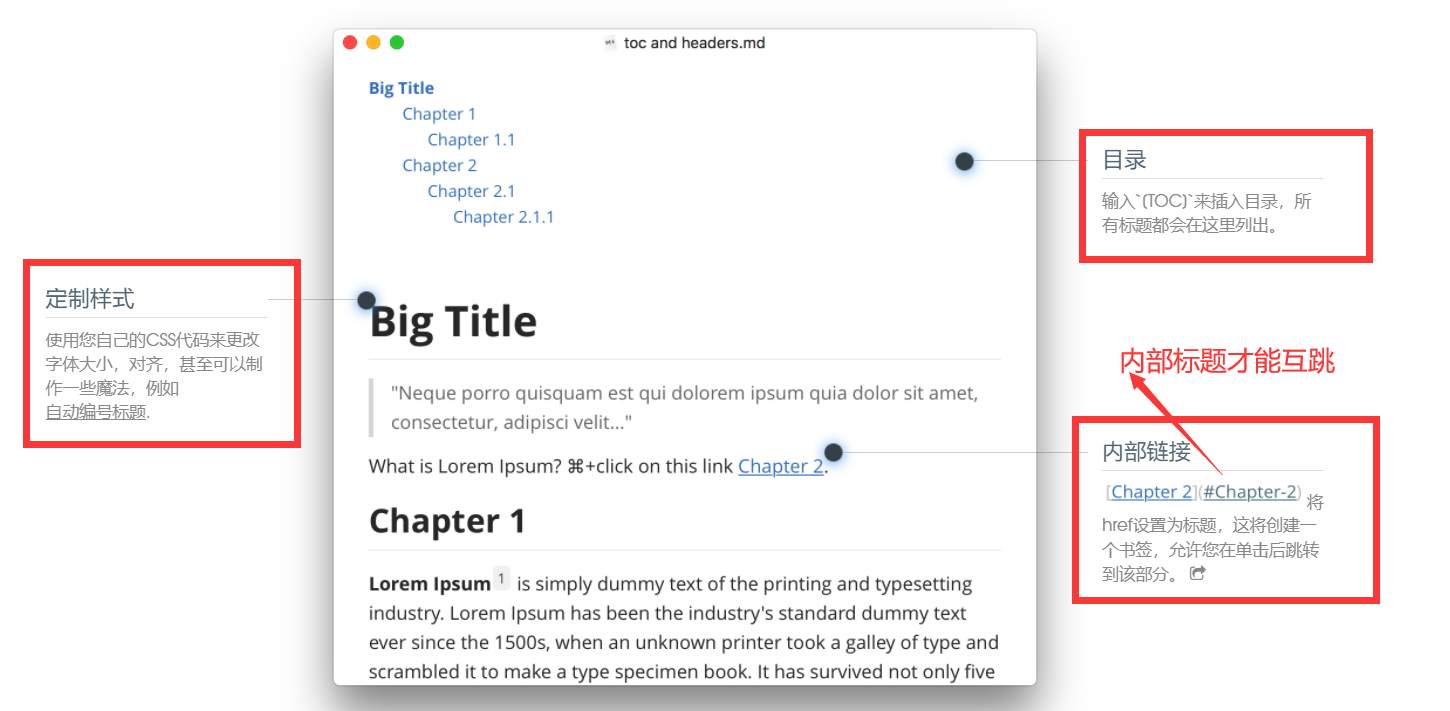 toc and headers.md
Big Title
Chapter 1
Chapter 1.1
Chapter 2
Chapter 2.1
Chapter 2.1.1
目录
输入`(TOC)`来插入目录，所
有标题都会在这里列出。
定制样式
使用您自己的CSS代码来更改
字体大小，对齐，甚至可以制
作一些魔法，例如
自动编号标题.
Big Title
"Neque porro quisquam est qui dolorem ipsum quia dolor sit amet,
consectetur, adipisci velit..."
What is Lorem Ipsum? ⌘+click on this link Chapter 2.
内部标题才能互跳
内部链接
[Chapter 2](#Chapter-2) 将
href设置为标题，这将创建一
个书签，允许您在单击后跳转
到该部分。
Chapter 1
Lorem Ipsum 1 is simply dummy text of the printing and typesetting
industry. Lorem Ipsum has been the industry's standard dummy text
ever since the 1500s, when an unknown printer took a galley of type and
scrambled it to make a type specimen book. It has survived not only five